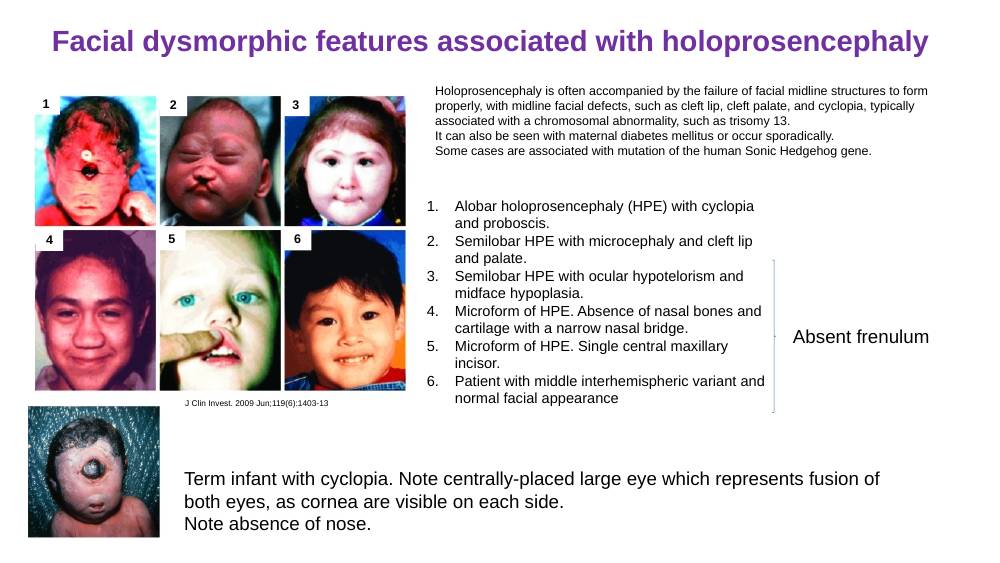 Facial dysmorphic features associated with holoprosencephaly
Holoprosencephaly is often accompanied by the failure of facial midline structures to form
properly, with midline facial defects, such as cleft lip, cleft palate, and cyclopia, typically
associated with a chromosomal abnormality, such as trisomy 13.
It can also be seen with maternal diabetes mellitus or occur sporadically.
Some cases are associated with mutation of the human Sonic Hedgehog gene.
1
2
3
4
5
6
1. Alobar holoprosencephaly (HPE) with cyclopia
and proboscis.
2. Semilobar HPE with microcephaly and cleft lip
and palate.
3. Semilobar HPE with ocular hypotelorism and
midface hypoplasia.
4. Microform of HPE. Absence of nasal bones and
cartilage with a narrow nasal bridge.
5. Microform of HPE. Single central maxillary
incisor.
6. Patient with middle interhemispheric variant and
normal facial appearance
Absent frenulum
J Clin Invest. 2009 Jun;119(6):1403-13
Term infant with cyclopia. Note centrally-placed large eye which represents fusion of
both eyes, as cornea are visible on each side.
Note absence of nose.